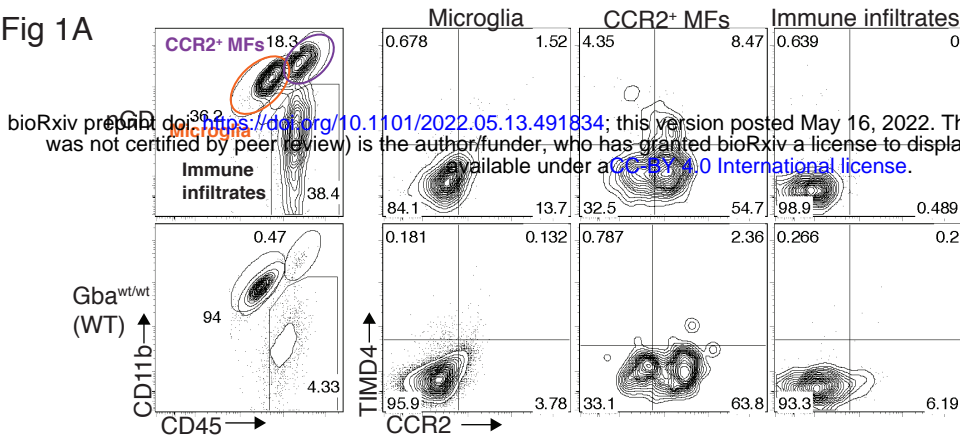 Fig 1A
Microglia
CCR2+ MFs
Immune infiltrates
CCR2+ MFs 18.3
0.678 1.52
4.35 8.47
0.639 0
36.2
nGD
Microglia
bioRxiv preprint doi: https://doi.org/10.1101/2022.05.13.491834; this version posted May 16, 2022. Th
was not certified by peer review) is the author/funder, who has granted bioRxiv a license to displa
available under aCC-BY 4.0 International license.
Immune
infiltrates
38.4
84.1 13.7
32.5 54.7
98.9 0.489
0.47
0.181 0.132
0.787 2.36
0.266 0.2
Gbawt/wt
(WT)
94
4.33
95.9 3.78
33.1 63.8
93.3 6.19
CD11b
CD45
TIMD4
CCR2